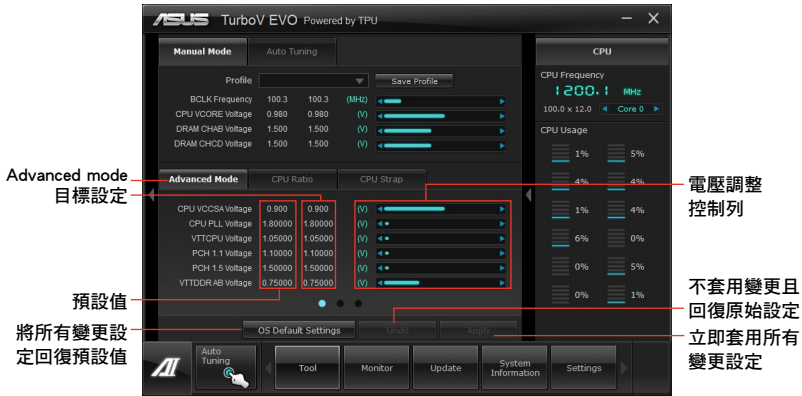 ASUS TurboV EVO Powered by TPU
Manual Mode
Auto Tuning
Profile
Save Profile
BCLK Frequency 100.3 100.3 (MHz)
CPU VCORE Voltage 0.980 0.980 (V)
DRAM CHAB Voltage 1.500 1.500 (V)
DRAM CHCD Voltage 1.500 1.500 (V)
Advanced Mode
CPU Ratio
CPU Strap
CPU VCCSA Voltage 0.900 0.900 (V)
CPU PLL Voltage 1.80000 1.80000 (V)
VTTCPU Voltage 1.05000 1.05000 (V)
PCH 1.1 Voltage 1.10000 1.10000 (V)
PCH 1.5 Voltage 1.50000 1.50000 (V)
VTTDDR AB Voltage 0.75000 0.75000 (V)
OS Default Settings
Undo
Apply
CPU
CPU Frequency
1200.1 MHz
100.0 x 12.0 Core 0
CPU Usage
1% 5%
4% 4%
1% 4%
6% 0%
0% 5%
0% 1%
Auto
Tuning
Tool
Monitor
Update
System
Information
Settings
Advanced mode
目標設定
預設值
將所有變更設
定回復預設值
電壓調整
控制列
不套用變更且
回復原始設定
立即套用所有
變更設定